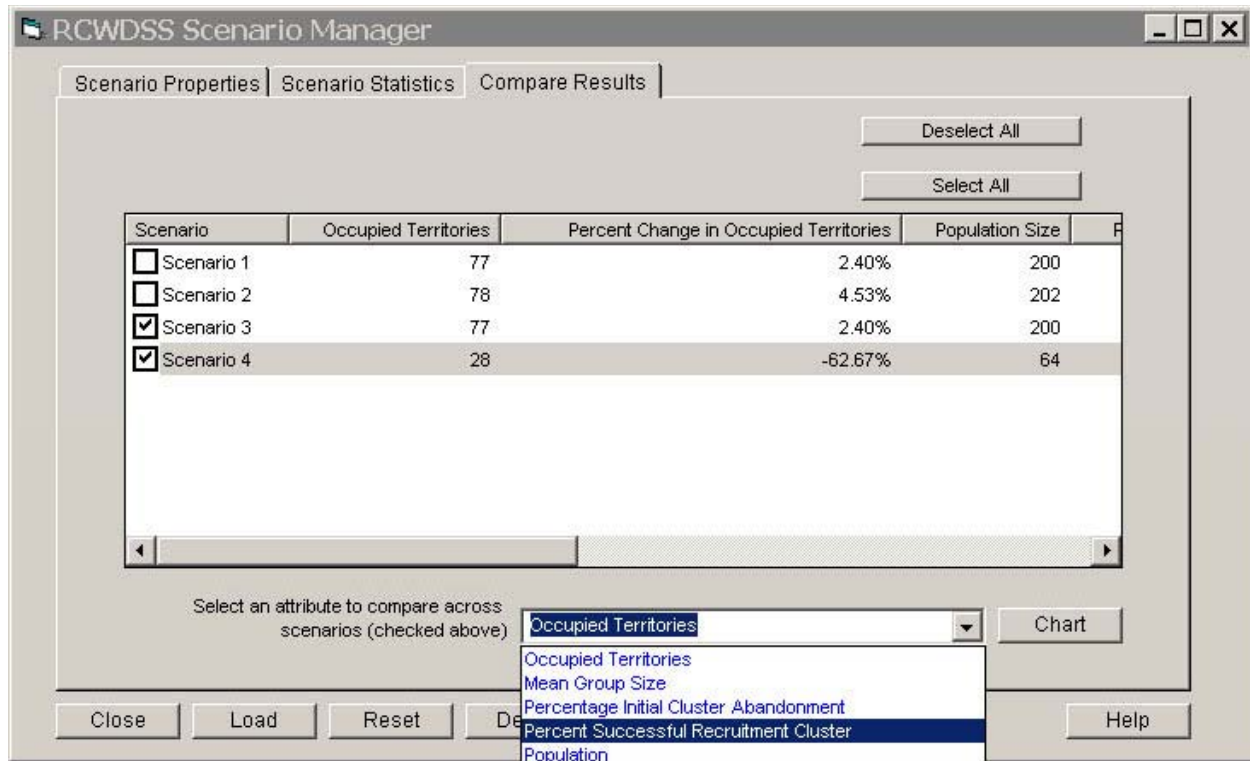 RCWDSS Scenario Manager
Scenario Properties Scenario Statistics Compare Results
Deselect All
Select All
Scenario Occupied Territories Percent Change in Occupied Territories Population Size
Scenario 1 77 2.40% 200
Scenario 2 78 4.53% 202
Scenario 3 77 2.40% 200
Scenario 4 28 -62.67% 64
Select an attribute to compare across
scenarios (checked above) Occupied Territories Chart
Occupied Territories
Mean Group Size
Percentage Initial Cluster Abandonment
Percent Successful Recruitment Cluster
Population
Close Load Reset Help